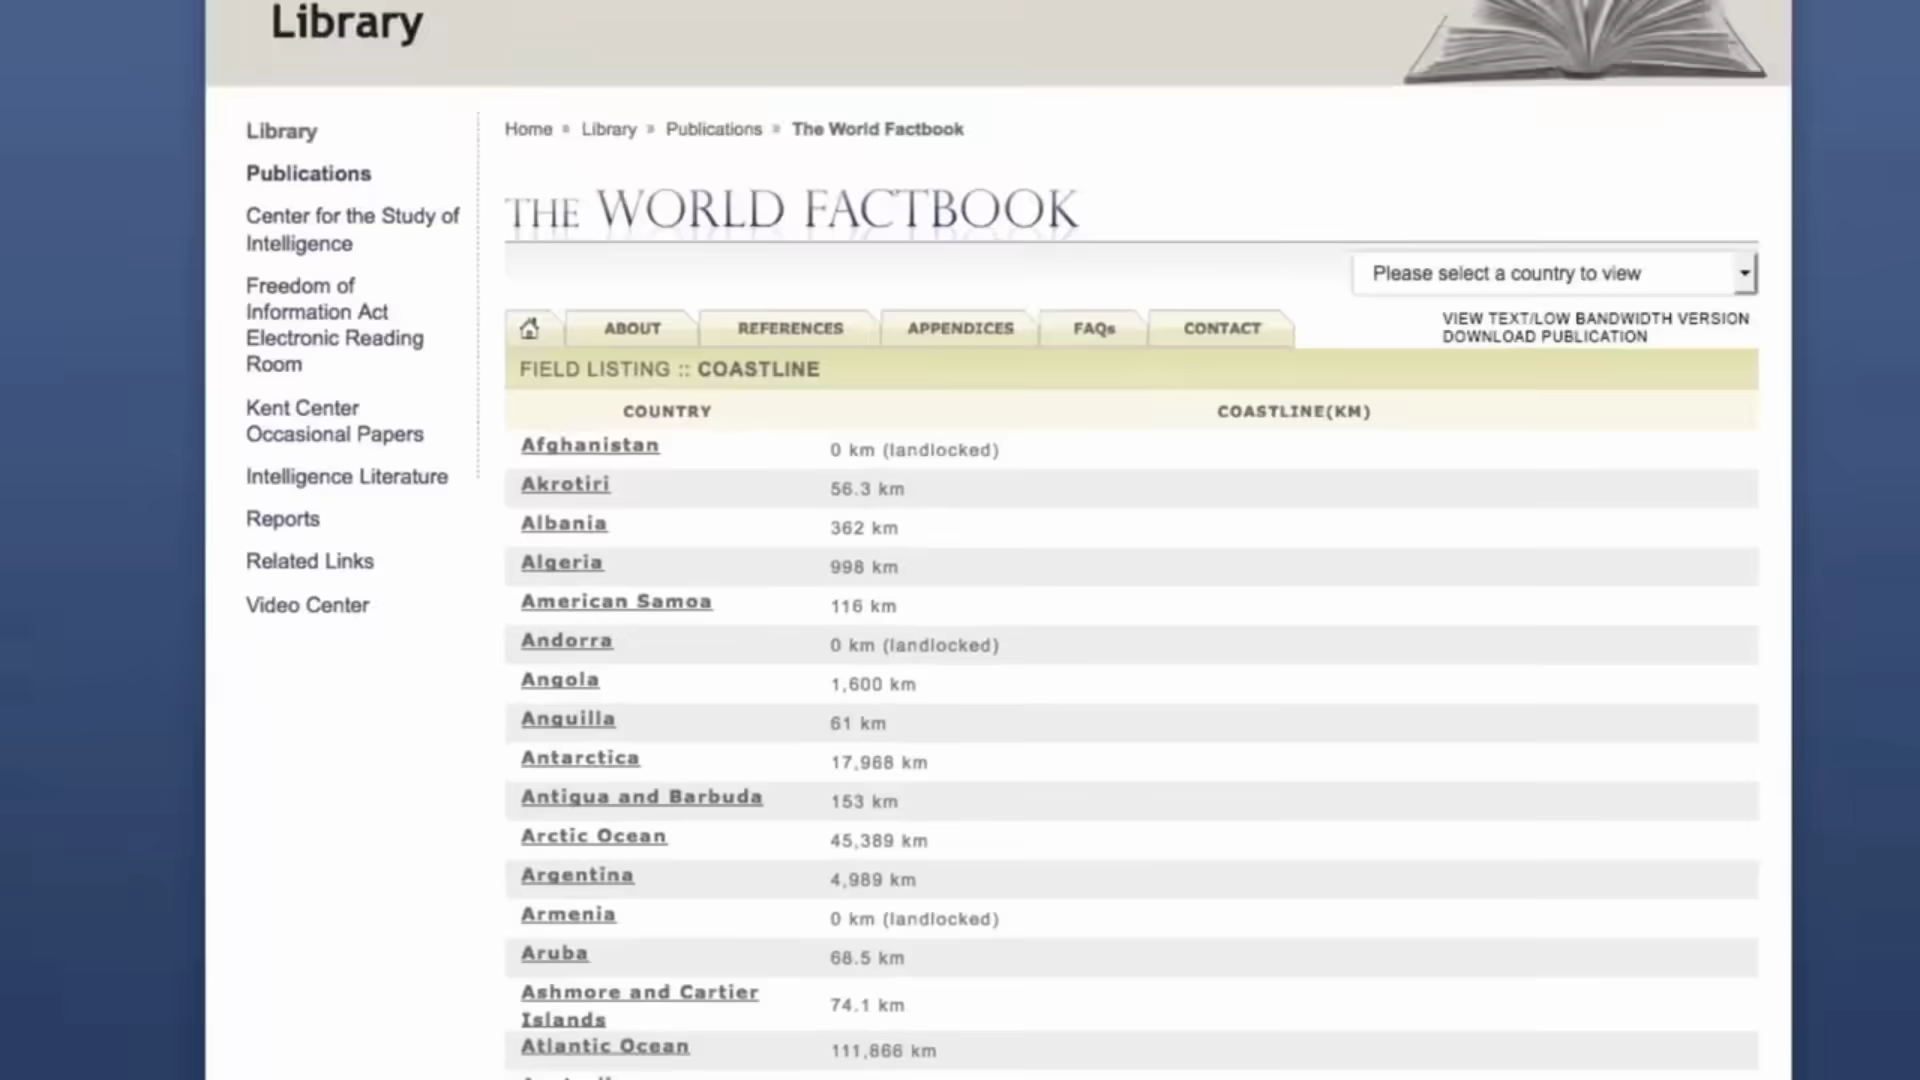 Library
Library
Publications
Center for the Study of
Intelligence
Freedom of
Information Act
Electronic Reading
Room
Kent Center
Occasional Papers
Intelligence Literature
Reports
Related Links
Video Center
Home » Library » Publications » The World Factbook
THE WORLD FACTBOOK
Please select a country to view
ABOUT REFERENCES APPENDICES FAQs CONTACT
VIEW TEXT/LOW BANDWIDTH VERSION
DOWNLOAD PUBLICATION
FIELD LISTING :: COASTLINE
COUNTRY COASTLINE(KM)
Afghanistan 0 km (landlocked)
Akrotiri 56.3 km
Albania 362 km
Algeria 998 km
American Samoa 116 km
Andorra 0 km (landlocked)
Angola 1,600 km
Anguilla 61 km
Antarctica 17,968 km
Antigua and Barbuda 153 km
Arctic Ocean 45,389 km
Argentina 4,989 km
Armenia 0 km (landlocked)
Aruba 68.5 km
Ashmore and Cartier
Islands 74.1 km
Atlantic Ocean 111,866 km